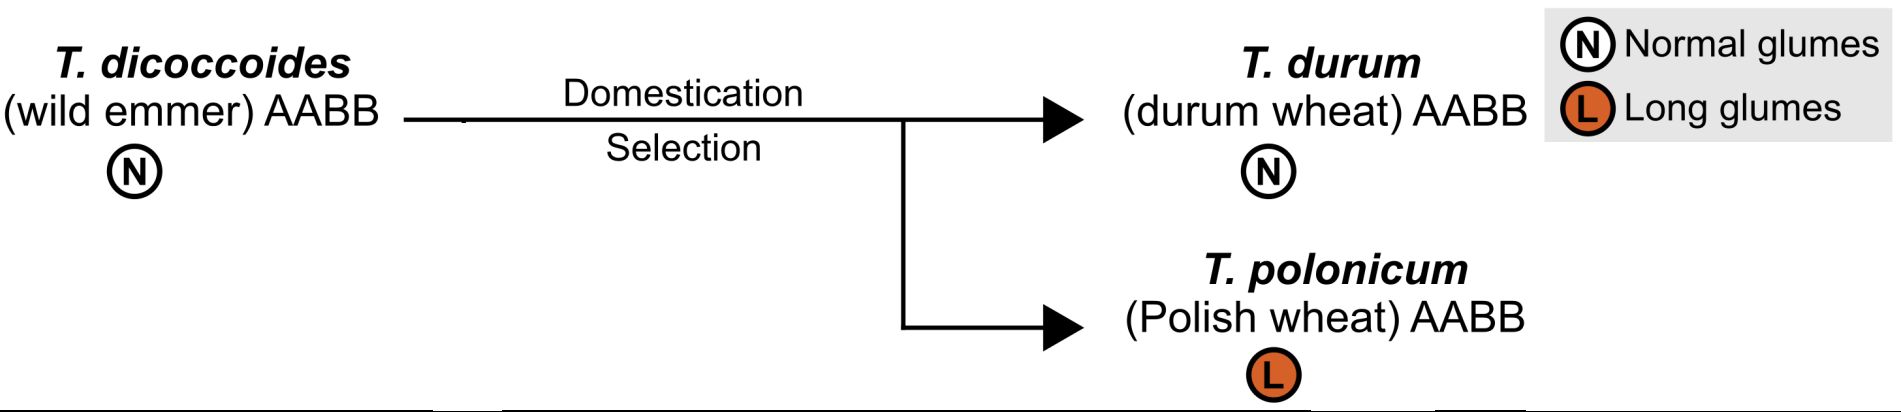 T. dicoccoides
(wild emmer) AABB
N
Domestication
Selection
T. durum
(durum wheat) AABB
N
T. polonicum
(Polish wheat) AABB
L
N Normal glumes
L Long glumes